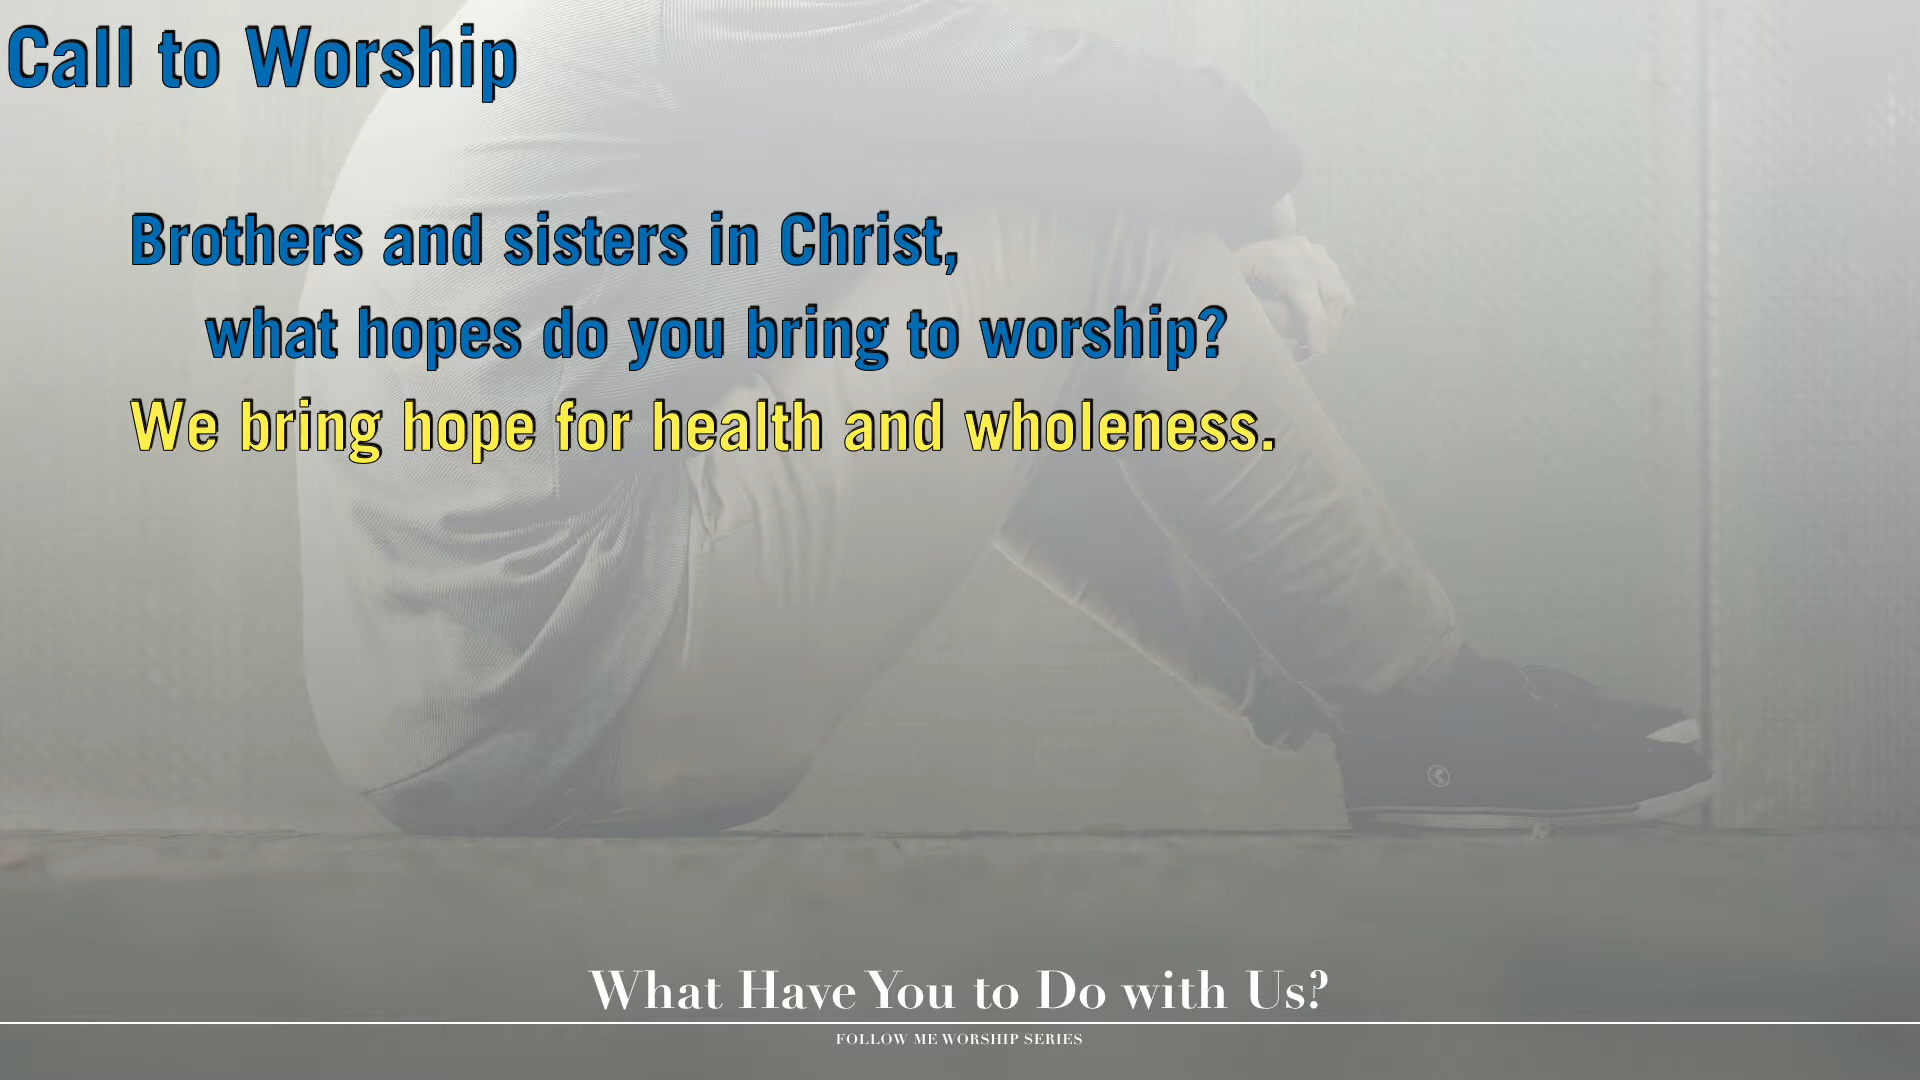 Call to Worship
Brothers and sisters in Christ,
what hopes do you bring to worship?
We bring hope for health and wholeness.
What Have You to Do with Us?
FOLLOW ME WORSHIP SERIES